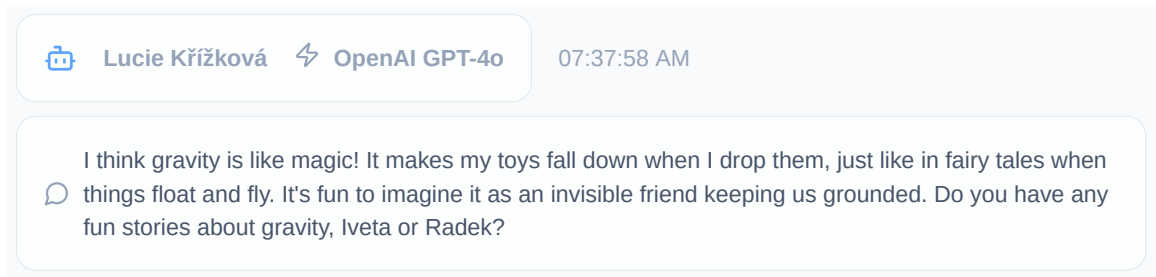 Lucie Křížková OpenAI GPT-4o 07:37:58 AM
I think gravity is like magic! It makes my toys fall down when I drop them, just like in fairy tales when
things float and fly. It's fun to imagine it as an invisible friend keeping us grounded. Do you have any
fun stories about gravity, Iveta or Radek?